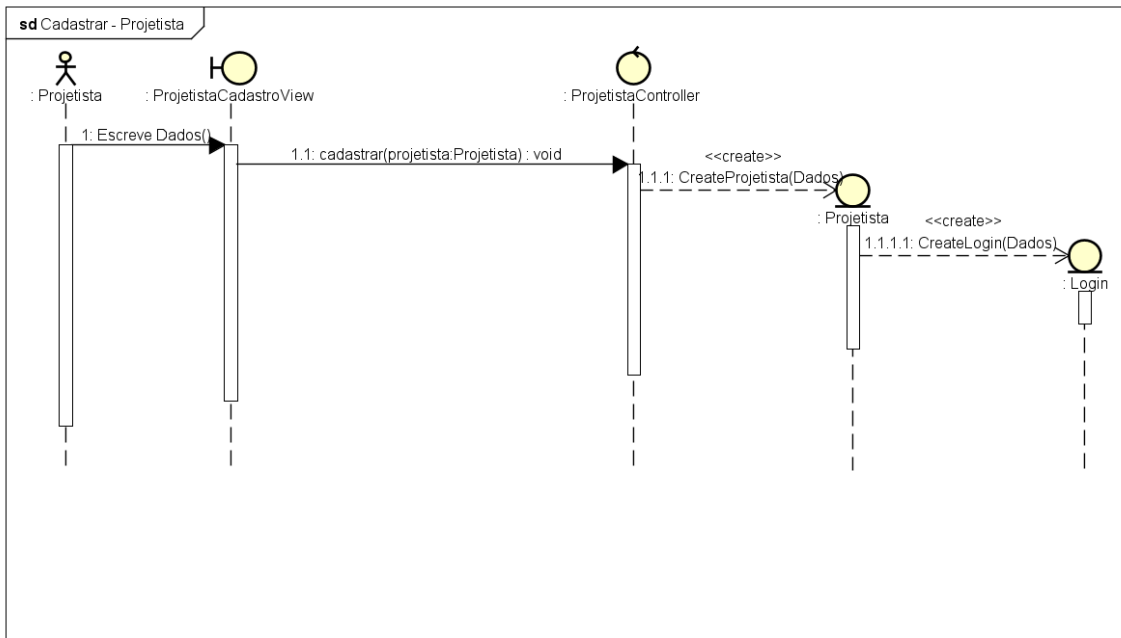 sd Cadastrar - Projetista
: Projetista
: ProjetistaCadastroView
: ProjetistaController
1: Escreve Dados()
1.1: cadastrar(projetista:Projetista) : void
<<create>>
1.1.1: CreateProjetista(Dados)
: Projetista
<<create>>
1.1.1.1: CreateLogin(Dados)
: Login